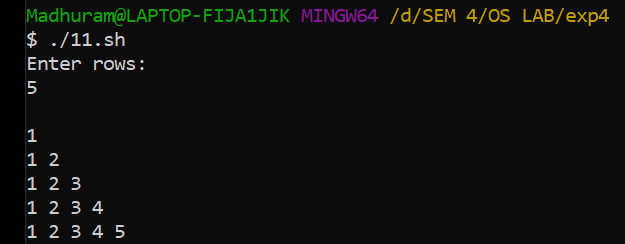 Madhuram@LAPTOP-FIJA1JIK MINGW64 /d/SEM 4/OS LAB/exp4
$ ./11.sh
Enter rows:
5
1
1 2
1 2 3
1 2 3 4
1 2 3 4 5